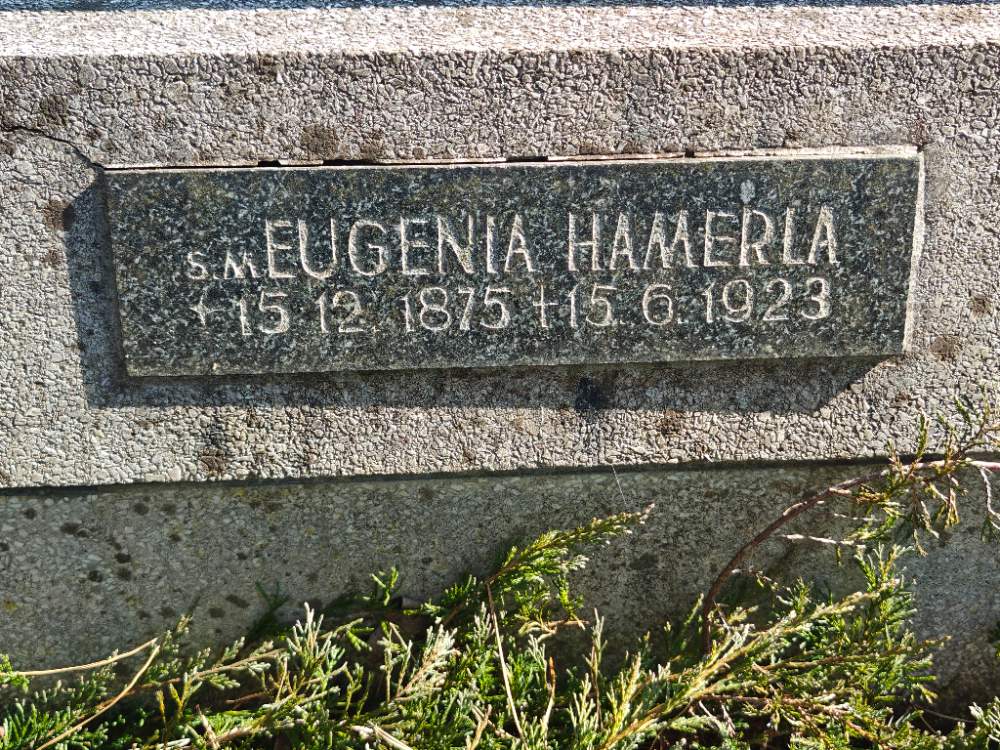 S.M. EUGENIA HAMERLA
+ 15. 12. 1875 + 15. 6. 1923